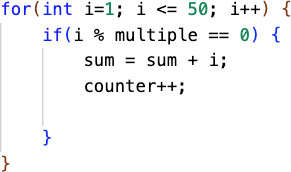 for(int i=1; i <= 50; i++) {
    if(i % multiple == 0) {
        sum = sum + i;
        counter++;

    }
}